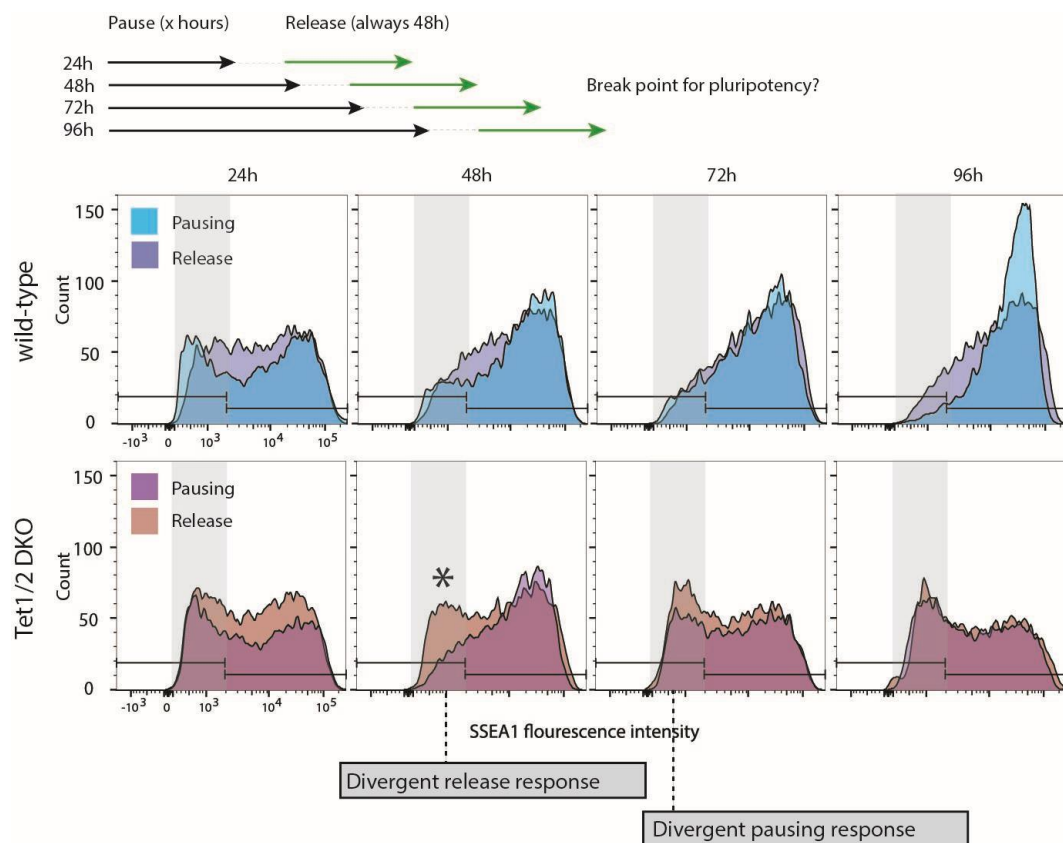 Pause (x hours) Release (always 48h)
24h
48h
72h
96h
Break point for pluripotency?
24h 48h 72h 96h
wild-type
Count
150
100
50
0
Pausing
Release
-10³ 0 10³ 10⁴ 10⁵
Tet1/2 DKO
Count
150
100
50
0
Pausing
Release
*
-10³ 0 10³ 10⁴ 10⁵
SSEA1 flourescence intensity
Divergent release response
Divergent pausing response